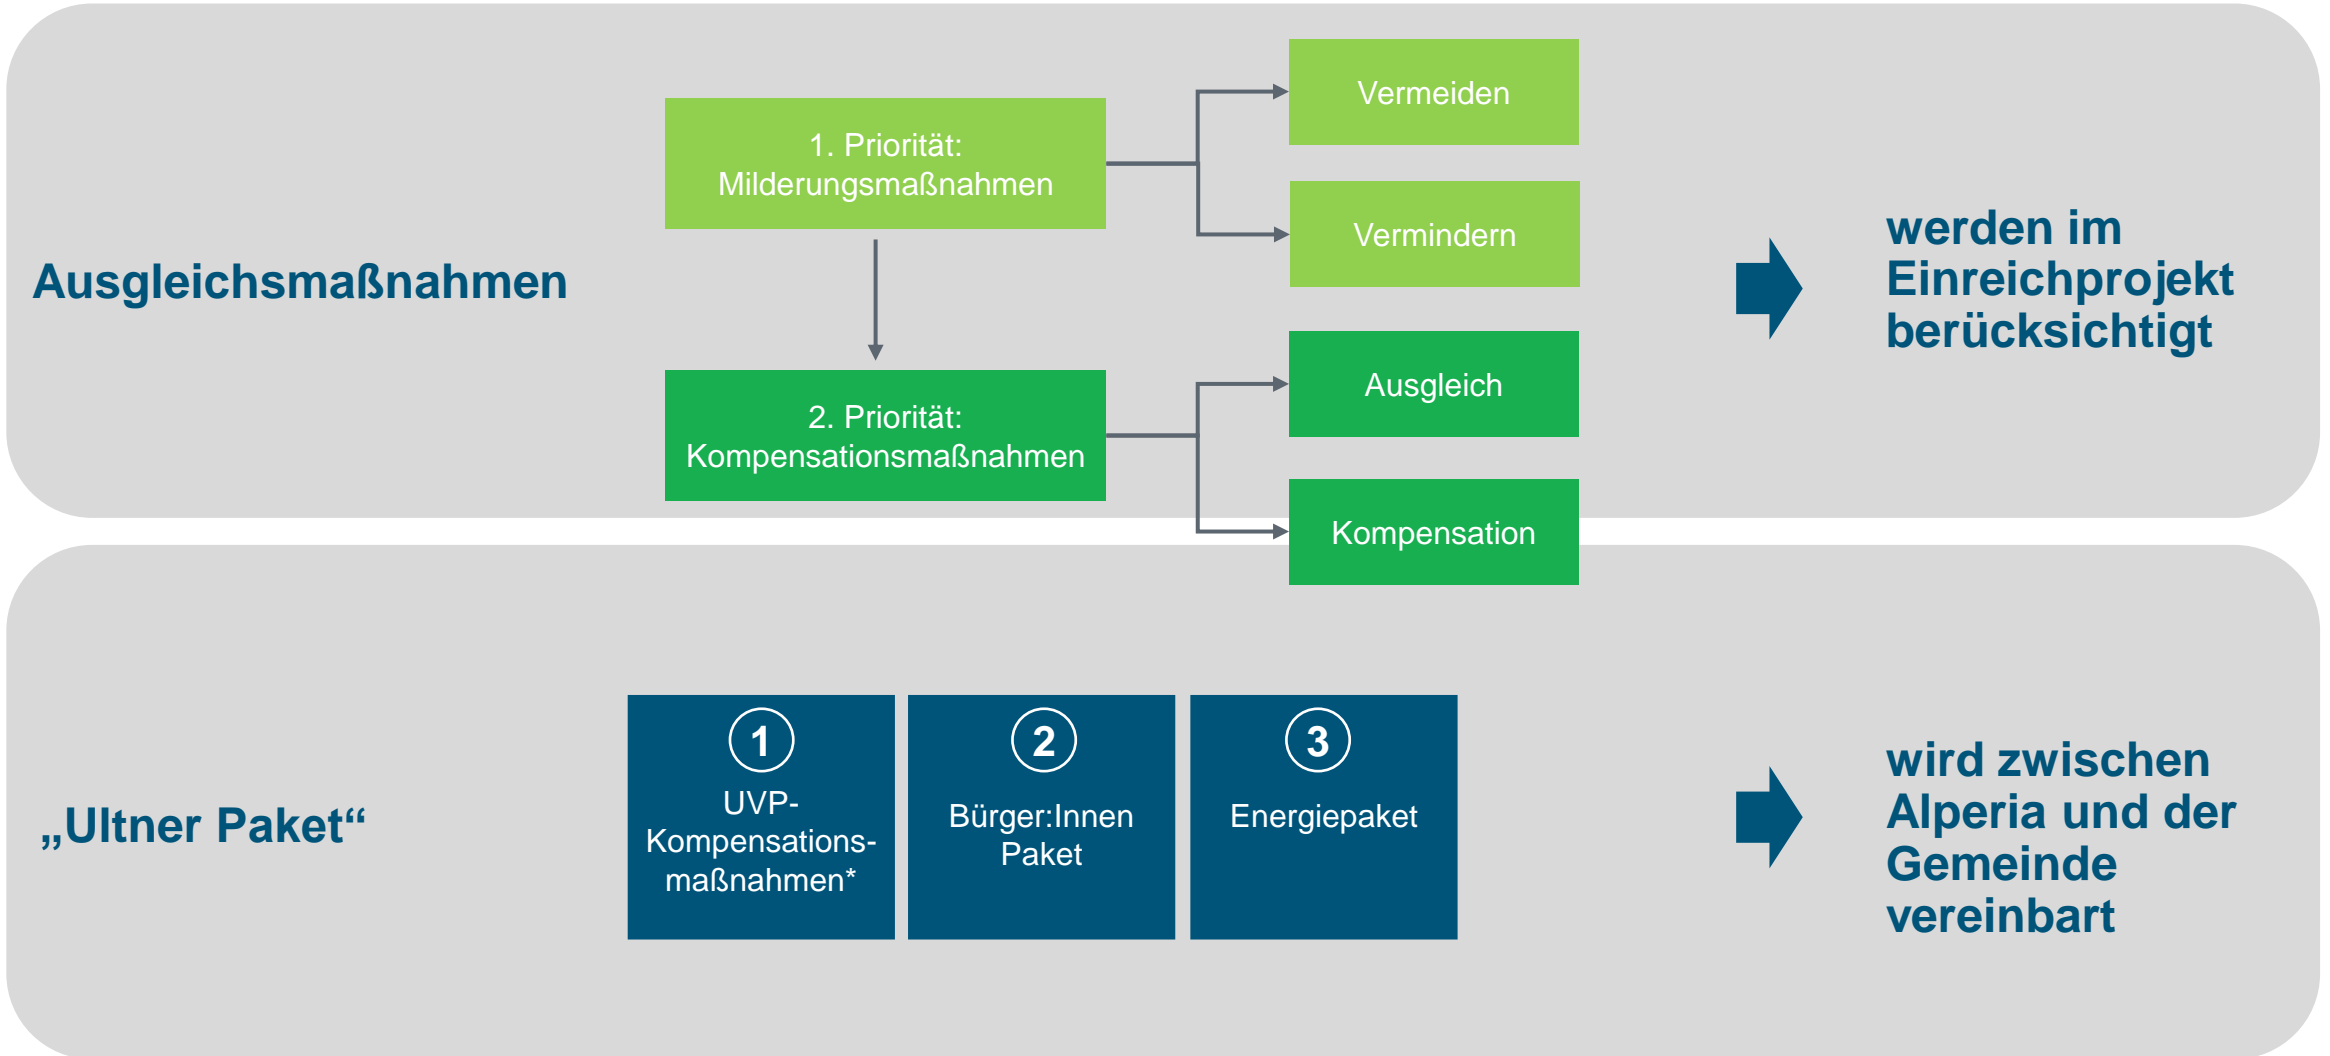 Ausgleichsmaßnahmen
1. Priorität:
Milderungsmaßnahmen
Vermeiden
Vermindern
2. Priorität:
Kompensationsmaßnahmen
Ausgleich
Kompensation
werden im
Einreichprojekt
berücksichtigt
„Ultner Paket“
1
UVP-
Kompensations-
maßnahmen*
2
Bürger:Innen
Paket
3
Energiepaket
wird zwischen
Alperia und der
Gemeinde
vereinbart